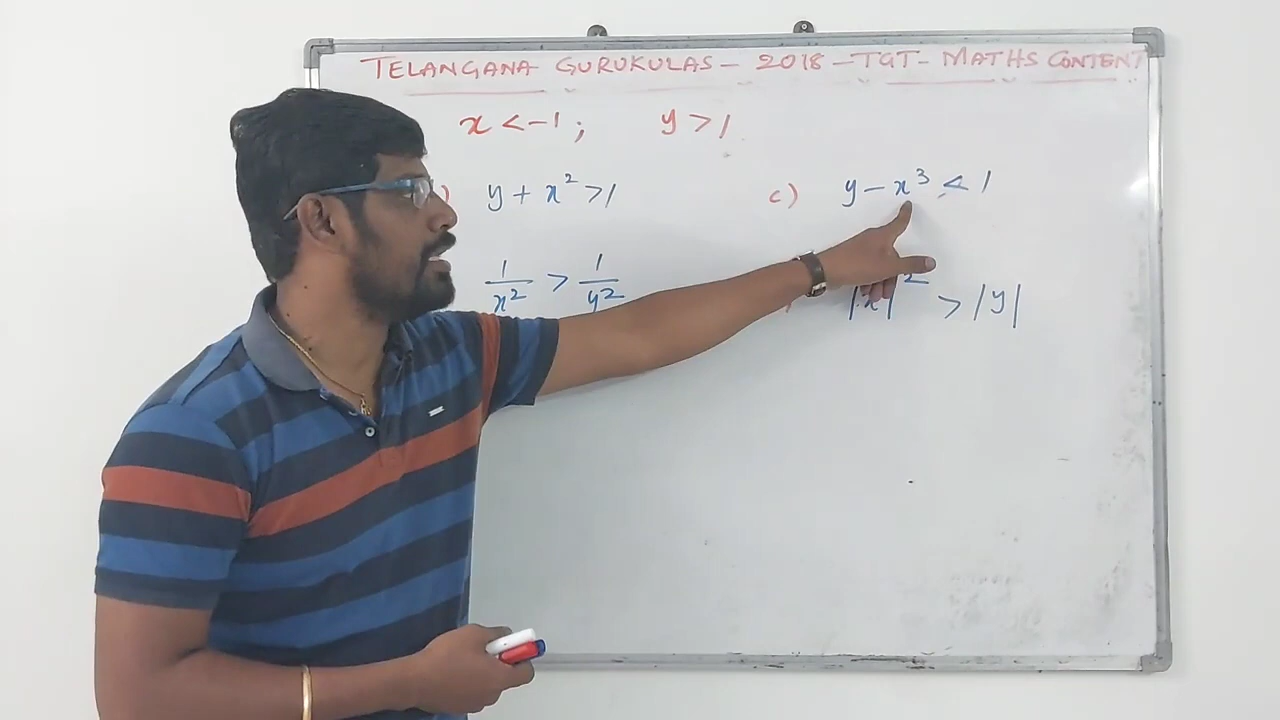 TELANGANA GURUKULAS - 2018 - TGT - MATHS CONTENT
x < -1 ; y > 1
) y + x² > 1
c) y - x³ < 1
1/x² > 1/y²
) |x|² > |y|